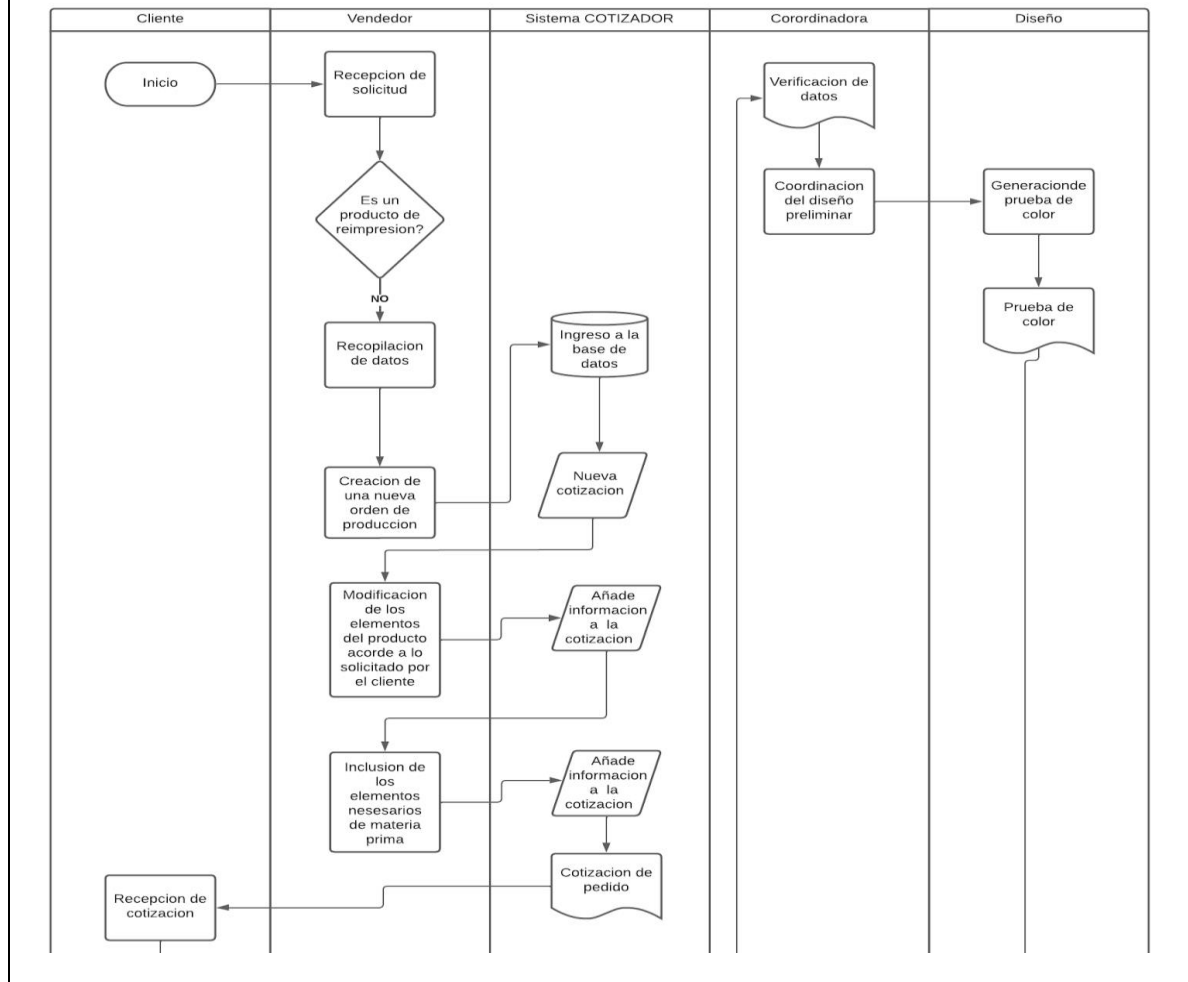 Cliente
Vendedor
Sistema COTIZADOR
Corordinadora
Diseño
Inicio
Recepcion de
solicitud
Es un
producto de
reimpresion?
NO
Recopilacion
de datos
Creacion de
una nueva
orden de
produccion
Ingreso a la
base de
datos
Nueva
cotizacion
Modificacion
de los
elementos
del producto
acorde a lo
solicitado por
el cliente
Añade
informacion
a la
cotizacion
Inclusion de
los
elementos
nesesarios
de materia
prima
Añade
informacion
a la
cotizacion
Cotizacion de
pedido
Recepcion de
cotizacion
Verificacion de
datos
Coordinacion
del diseño
preliminar
Generacionde
prueba de
color
Prueba de
color